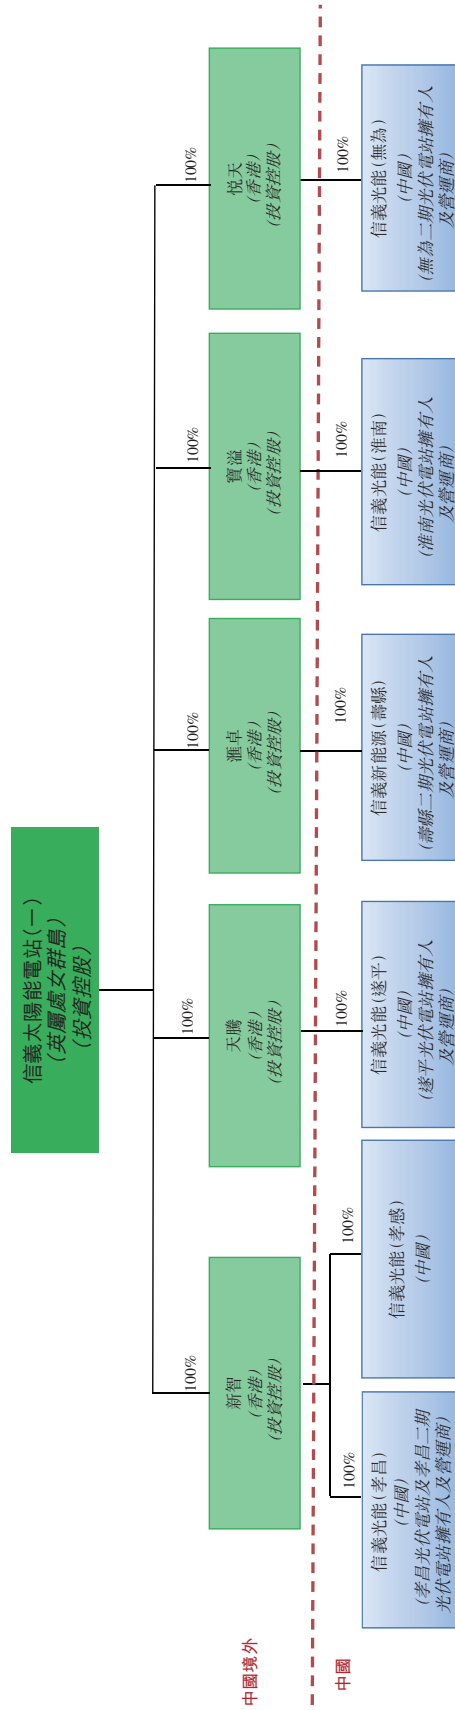 信義太陽能電站(一)
(英屬處女群島)
(投資控股)
100%
100%
100%
100%
100%
新智
(香港)
(投資控股)
天騰
(香港)
(投資控股)
滙卓
(香港)
(投資控股)
寶溢
(香港)
(投資控股)
悅天
(香港)
(投資控股)
中國境外
中國
100%
100%
100%
100%
100%
100%
信義光能(孝昌)
(中國)
(孝昌光伏電站及孝昌二期
光伏電站擁有人及營運商)
信義光能(孝感)
(中國)
信義光能(遂平)
(中國)
(遂平光伏電站擁有人
及營運商)
信義新能源(壽縣)
(中國)
(壽縣二期光伏電站擁有人
及營運商)
信義光能(淮南)
(中國)
(淮南光伏電站擁有人
及營運商)
信義光能(無為)
(中國)
(無為二期光伏電站擁有人
及營運商)